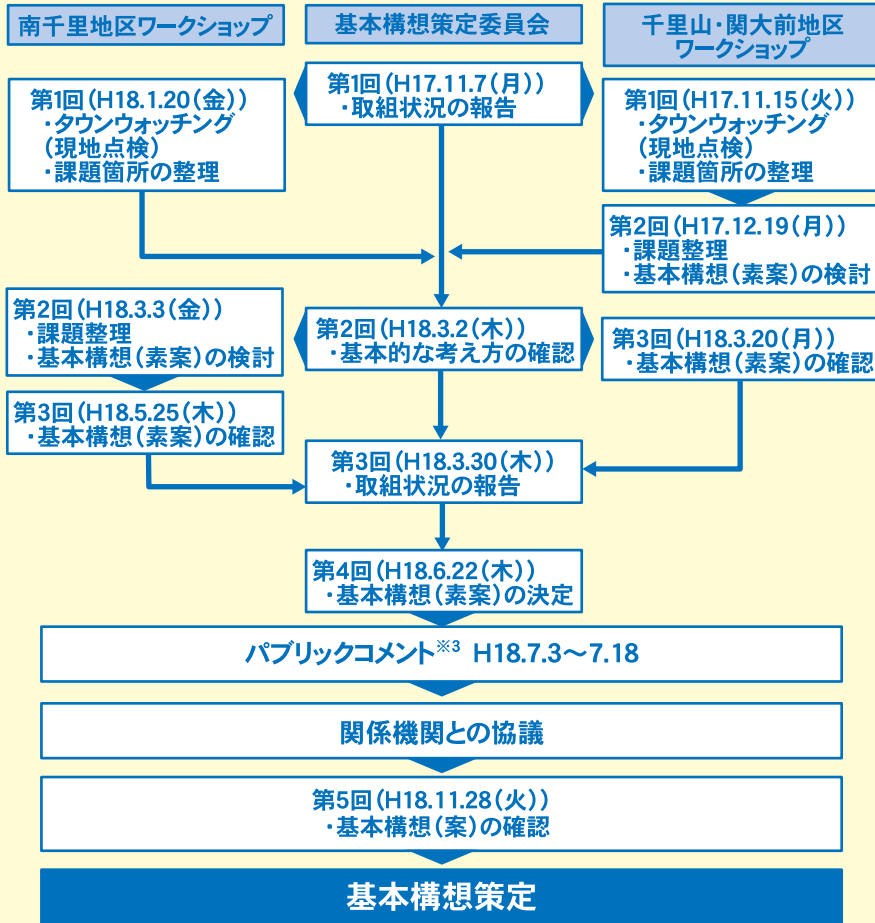 南千里地区ワークショップ
基本構想策定委員会
千里山・関大前地区
ワークショップ
第1回(H18.1.20(金))
・タウンウォッチング
(現地点検)
・課題箇所の整理
第1回(H17.11.7(月))
・取組状況の報告
第1回(H17.11.15(火))
・タウンウォッチング
(現地点検)
・課題箇所の整理
第2回(H17.12.19(月))
・課題整理
・基本構想(素案)の検討
第2回(H18.3.3(金))
・課題整理
・基本構想(素案)の検討
第2回(H18.3.2(木))
・基本的な考え方の確認
第3回(H18.3.20(月))
・基本構想(素案)の確認
第3回(H18.5.25(木))
・基本構想(素案)の確認
第3回(H18.3.30(木))
・取組状況の報告
第4回(H18.6.22(木))
・基本構想(素案)の決定
パブリックコメント※3 H18.7.3～7.18
関係機関との協議
第5回(H18.11.28(火))
・基本構想(案)の確認
基本構想策定